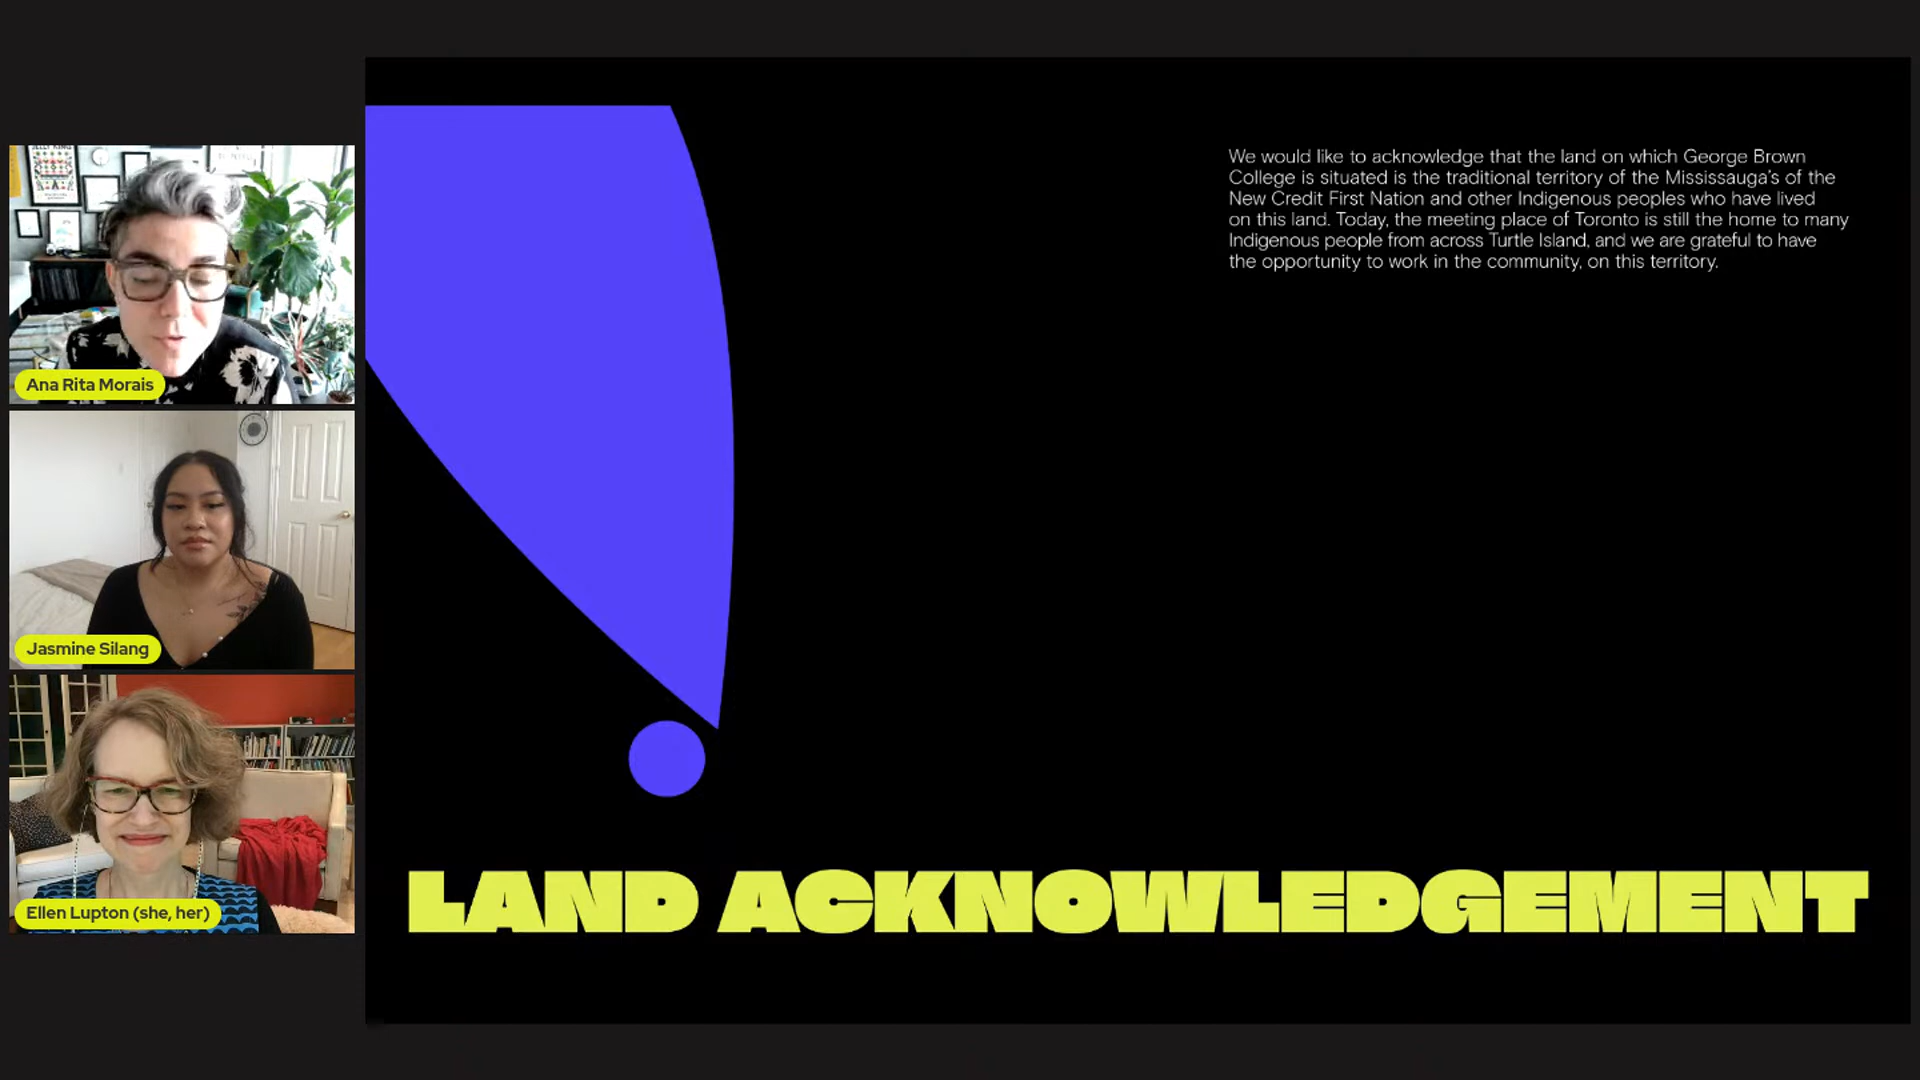 JELLY KING
Ana Rita Morais
Jasmine Silang
Ellen Lupton (she, her)
We would like to acknowledge that the land on which George Brown
College is situated is the traditional territory of the Mississauga's of the
New Credit First Nation and other Indigenous peoples who have lived
on this land. Today, the meeting place of Toronto is still the home to many
Indigenous people from across Turtle Island, and we are grateful to have
the opportunity to work in the community, on this territory.
LAND ACKNOWLEDGEMENT